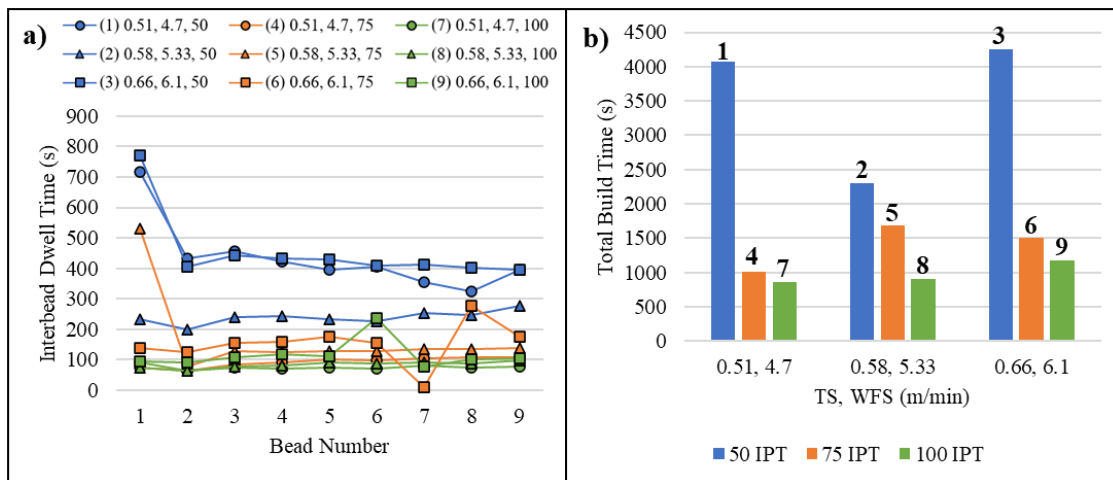 a)
(1) 0.51, 4.7, 50 (4) 0.51, 4.7, 75 (7) 0.51, 4.7, 100
(2) 0.58, 5.33, 50 (5) 0.58, 5.33, 75 (8) 0.58, 5.33, 100
(3) 0.66, 6.1, 50 (6) 0.66, 6.1, 75 (9) 0.66, 6.1, 100
Interbead Dwell Time (s)
900
800
700
600
500
400
300
200
100
0
1 2 3 4 5 6 7 8 9
Bead Number
b)
Total Build Time (s)
4500
4000
3500
3000
2500
2000
1500
1000
500
0
1
4
7
2
5
8
3
6
9
0.51, 4.7 0.58, 5.33 0.66, 6.1
TS, WFS (m/min)
50 IPT 75 IPT 100 IPT